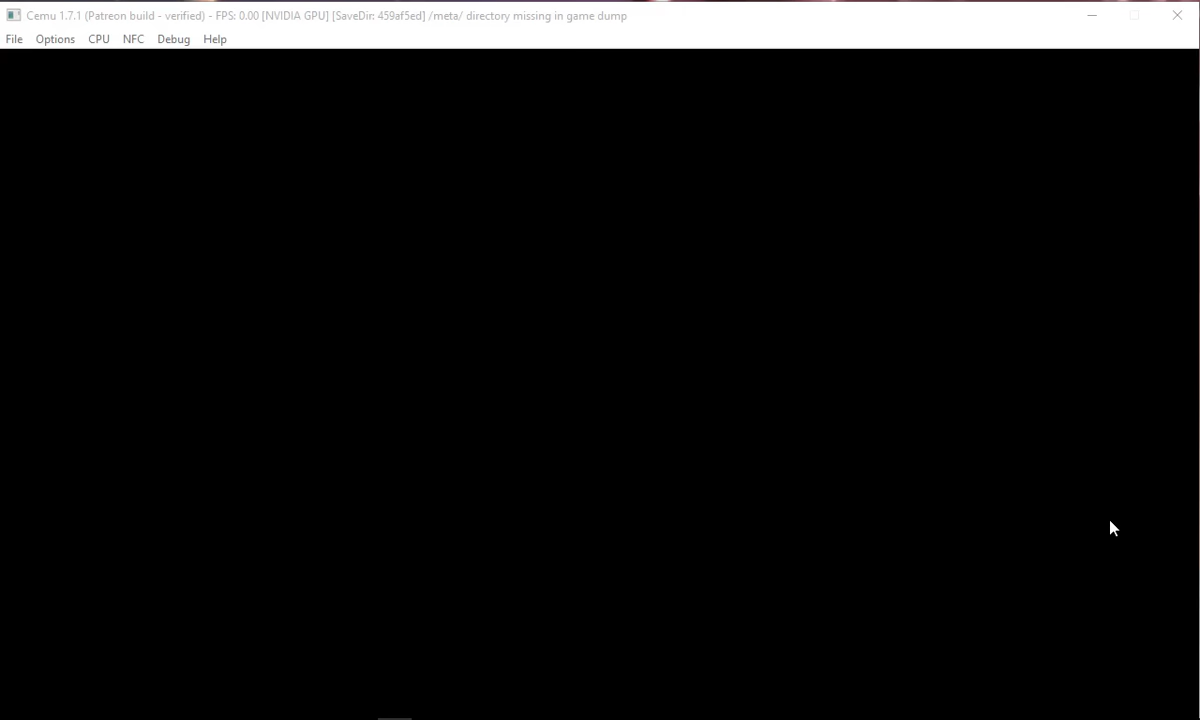 Cemu 1.7.1 (Patreon build - verified) - FPS: 0.00 [NVIDIA GPU] [SaveDir: 459af5ed] /meta/ directory missing in game dump
File Options CPU NFC Debug Help